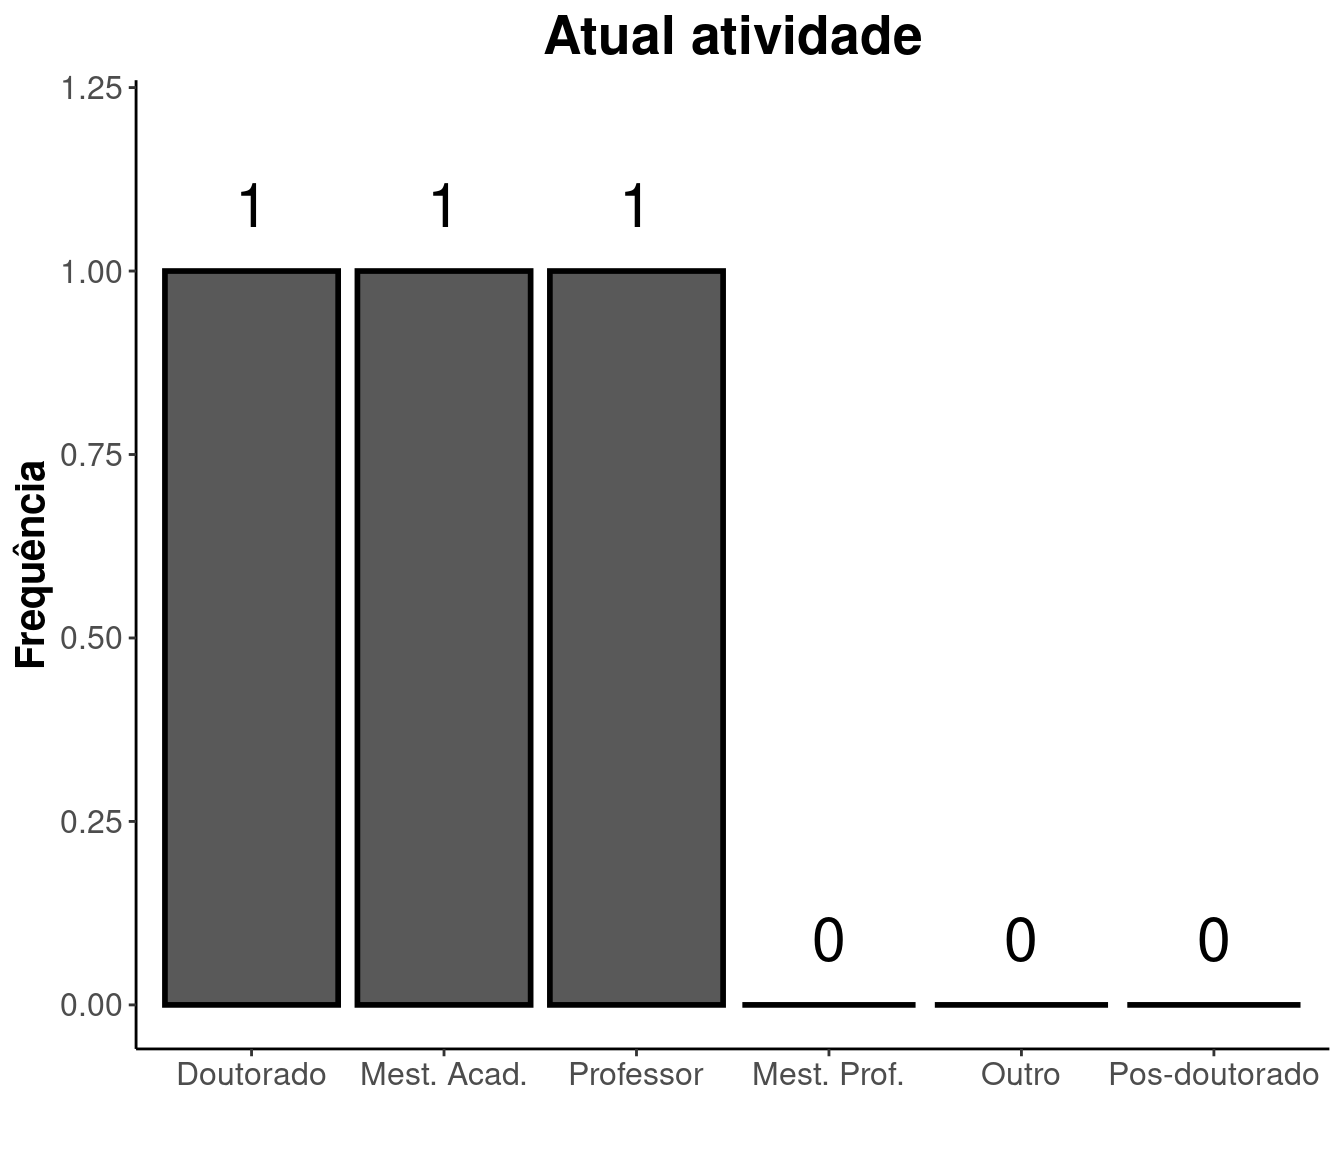 Atual atividade
1.25
1.00
0.75
0.50
0.25
0.00
Frequência
1 1 1 0 0 0
Doutorado Mest. Acad. Professor Mest. Prof. Outro Pos-doutorado